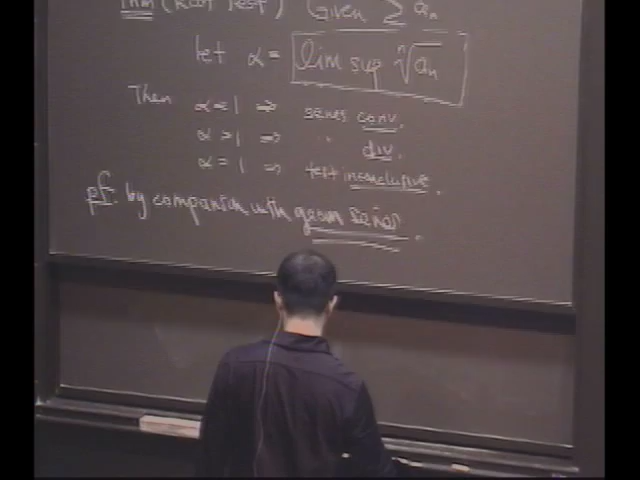 Thm (Root Test) Given Σ aₙ
let α = lim sup ⁿ√aₙ
Then α < 1 ⇒ series conv.
α > 1 ⇒ " div.
α = 1 ⇒ test inconclusive.
pf: by comparison with geom series.